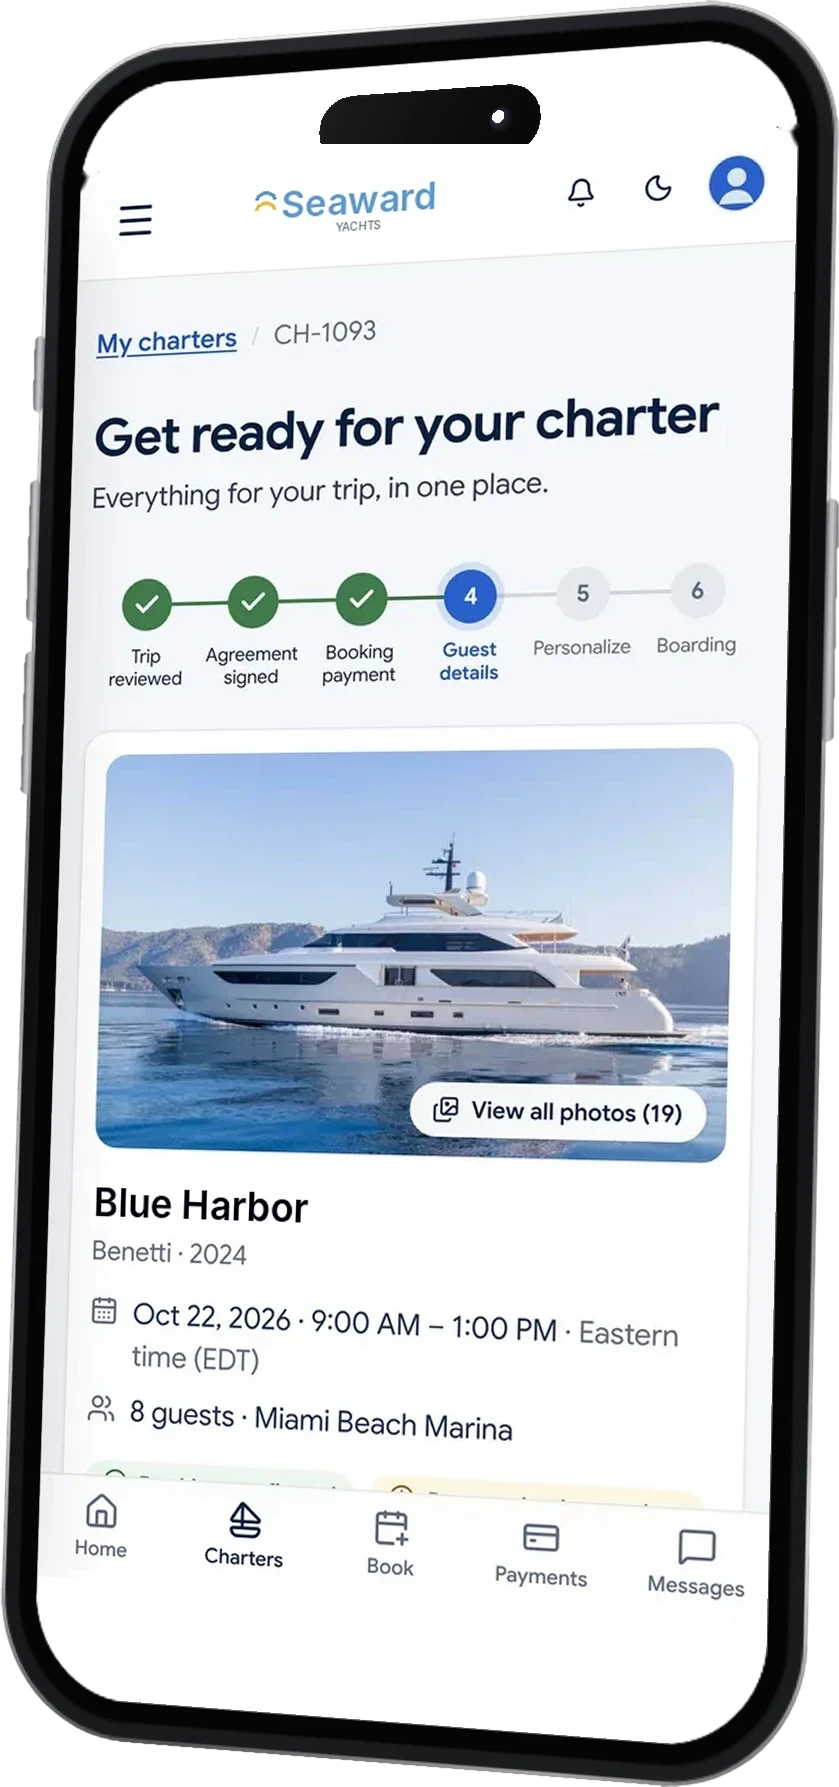 Seaward
YACHTS
My charters / CH-1093
Get ready for your charter
Everything for your trip, in one place.
4
5
6
Trip reviewed
Agreement signed
Booking payment
Guest details
Personalize
Boarding
View all photos (19)
Blue Harbor
Benetti · 2024
Oct 22, 2026 · 9:00 AM – 1:00 PM · Eastern
time (EDT)
8 guests · Miami Beach Marina
Home
Charters
Book
Payments
Messages